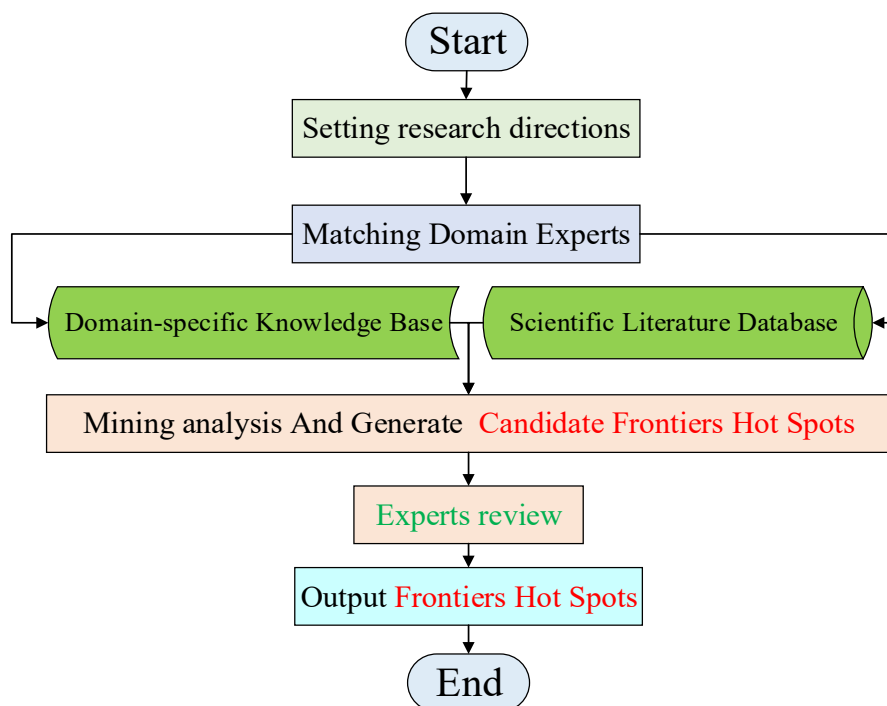 Start
Setting research directions
Matching Domain Experts
Domain-specific Knowledge Base
Scientific Literature Database
Mining analysis And Generate Candidate Frontiers Hot Spots
Experts review
Output Frontiers Hot Spots
End